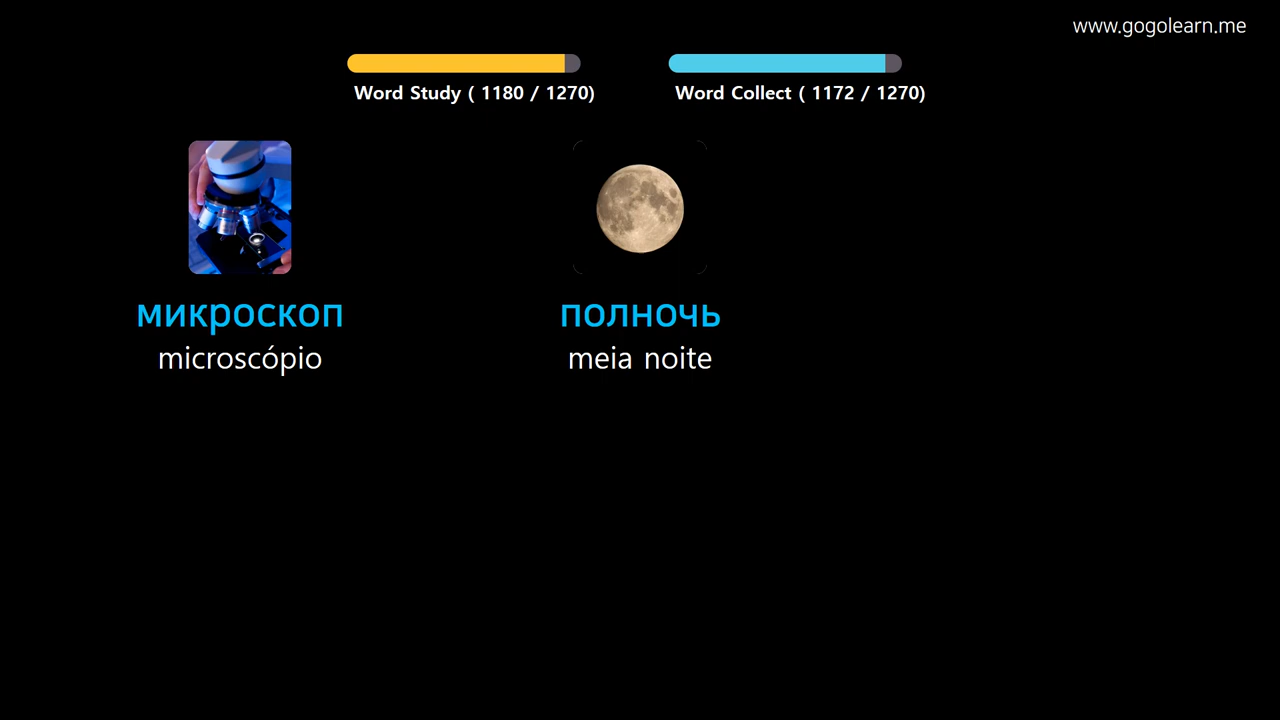 www.gogolearn.me
Word Study ( 1180 / 1270)
Word Collect ( 1172 / 1270)
микроскоп
microscópio
полночь
meia noite